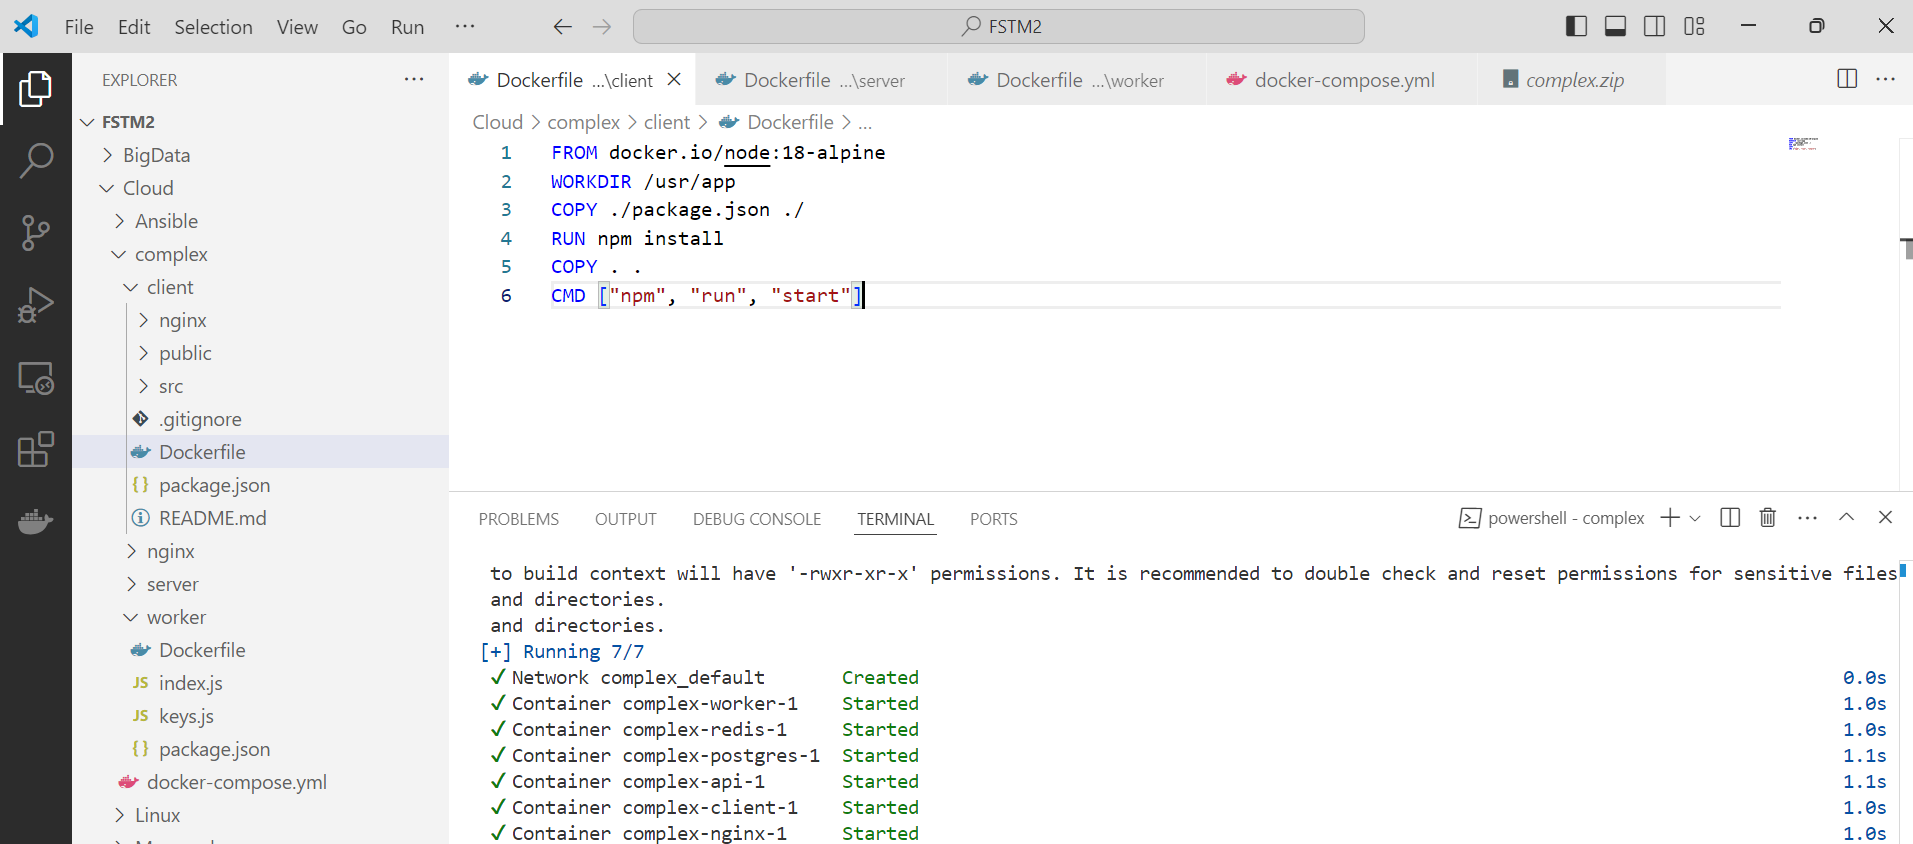 File Edit Selection View Go Run ··· FSTM2
EXPLORER ···
FSTM2
BigData
Cloud
Ansible
complex
client
nginx
public
src
.gitignore
Dockerfile
package.json
README.md
nginx
server
worker
Dockerfile
index.js
keys.js
package.json
docker-compose.yml
Linux
Dockerfile ...\client
Dockerfile ...\server
Dockerfile ...\worker
docker-compose.yml
complex.zip
Cloud > complex > client > Dockerfile > ...
1 FROM docker.io/node:18-alpine
2 WORKDIR /usr/app
3 COPY ./package.json ./
4 RUN npm install
5 COPY . .
6 CMD ["npm", "run", "start"]
PROBLEMS OUTPUT DEBUG CONSOLE TERMINAL PORTS
powershell - complex
to build context will have '-rwxr-xr-x' permissions. It is recommended to double check and reset permissions for sensitive files
and directories.
and directories.
[+] Running 7/7
✓ Network complex_default Created 0.0s
✓ Container complex-worker-1 Started 1.0s
✓ Container complex-redis-1 Started 1.0s
✓ Container complex-postgres-1 Started 1.1s
✓ Container complex-api-1 Started 1.1s
✓ Container complex-client-1 Started 1.0s
✓ Container complex-nginx-1 Started 1.0s